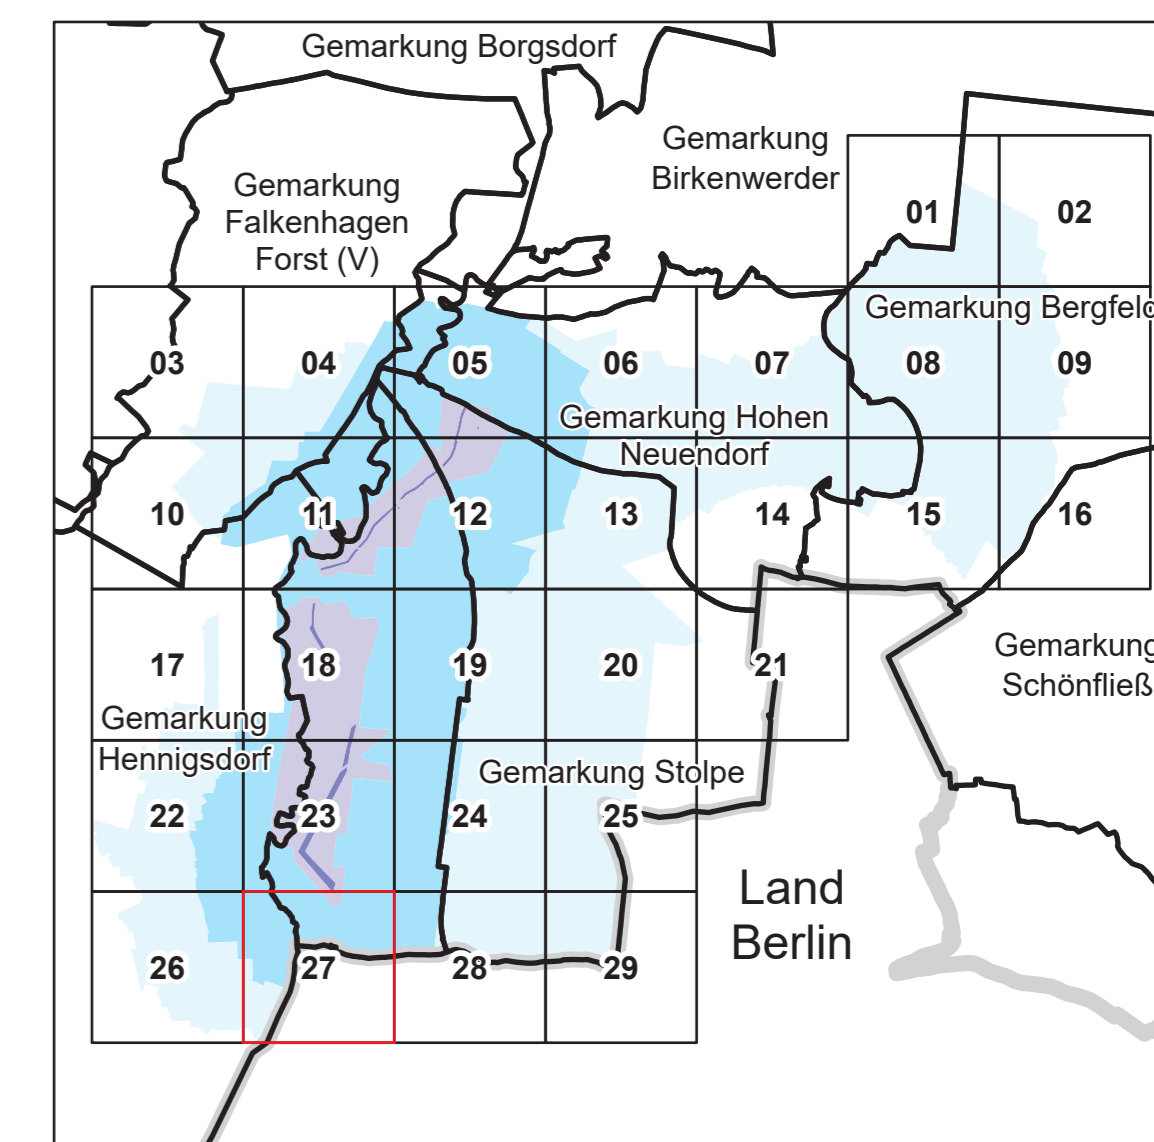 Gemarkung Borgsdorf
Gemarkung
Birkenwerder
Gemarkung
Falkenhagen
Forst (V)
01
02
Gemarkung Bergfeld
03
04
05
06
07
08
09
Gemarkung Hohen
Neuendorf
10
11
12
13
14
15
16
17
18
19
20
21
Gemarkung
Schönfließ
Gemarkung
Hennigsdorf
Gemarkung Stolpe
22
23
24
25
Land
Berlin
26
27
28
29